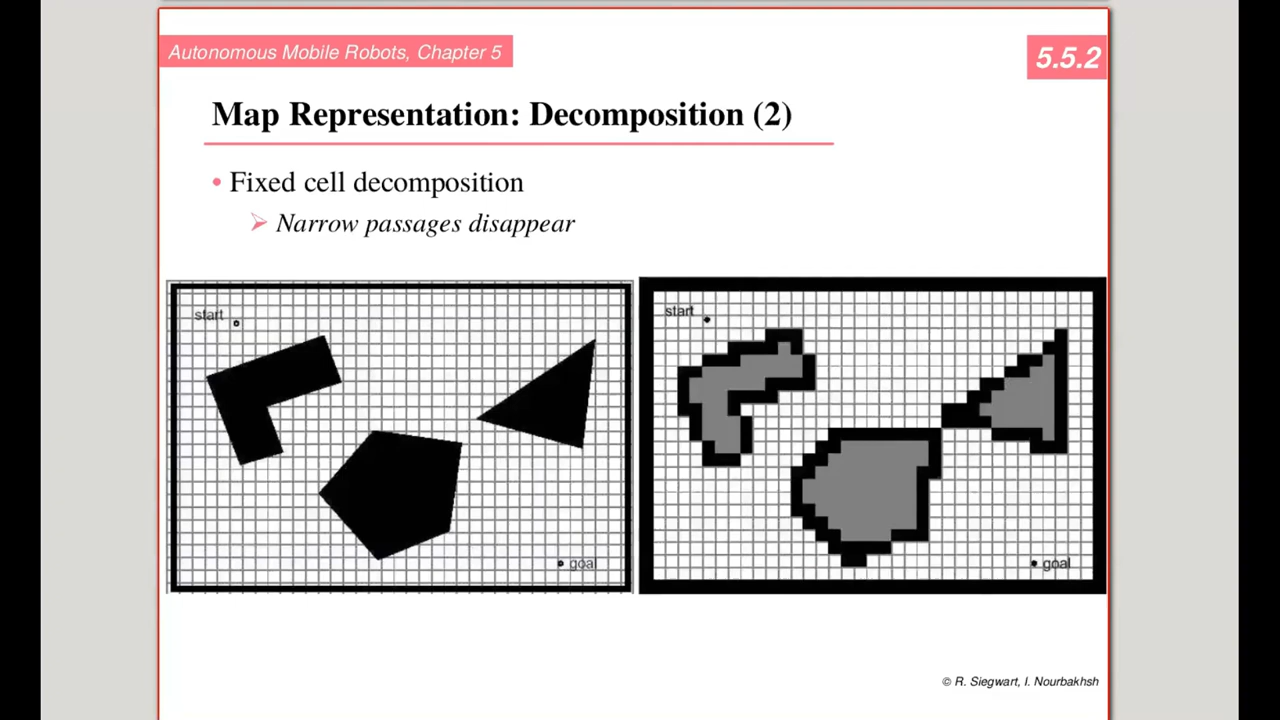 Autonomous Mobile Robots, Chapter 5
5.5.2
Map Representation: Decomposition (2)
• Fixed cell decomposition
➢ Narrow passages disappear
start
goal
start
goal
© R. Siegwart, I. Nourbakhsh